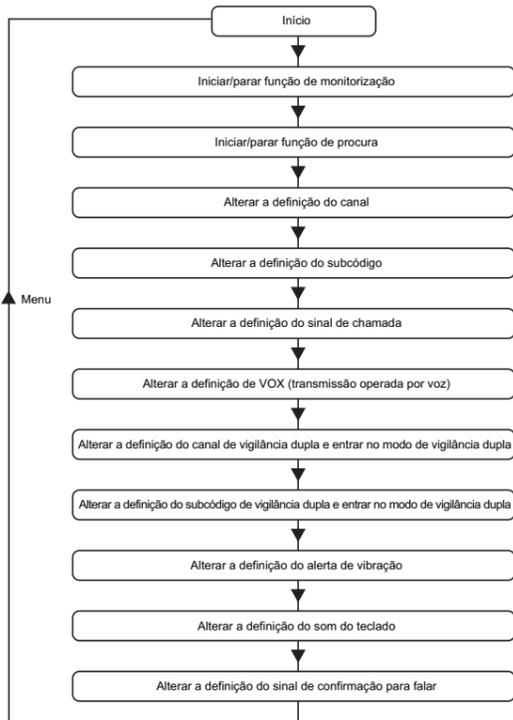 Início
Iniciar/parar função de monitorização
Iniciar/parar função de procura
Alterar a definição do canal
Alterar a definição do subcódigo
Menu
Alterar a definição do sinal de chamada
Alterar a definição de VOX (transmissão operada por voz)
Alterar a definição do canal de vigilância dupla e entrar no modo de vigilância dupla
Alterar a definição do subcódigo de vigilância dupla e entrar no modo de vigilância dupla
Alterar a definição do alerta de vibração
Alterar a definição do som do teclado
Alterar a definição do sinal de confirmação para falar